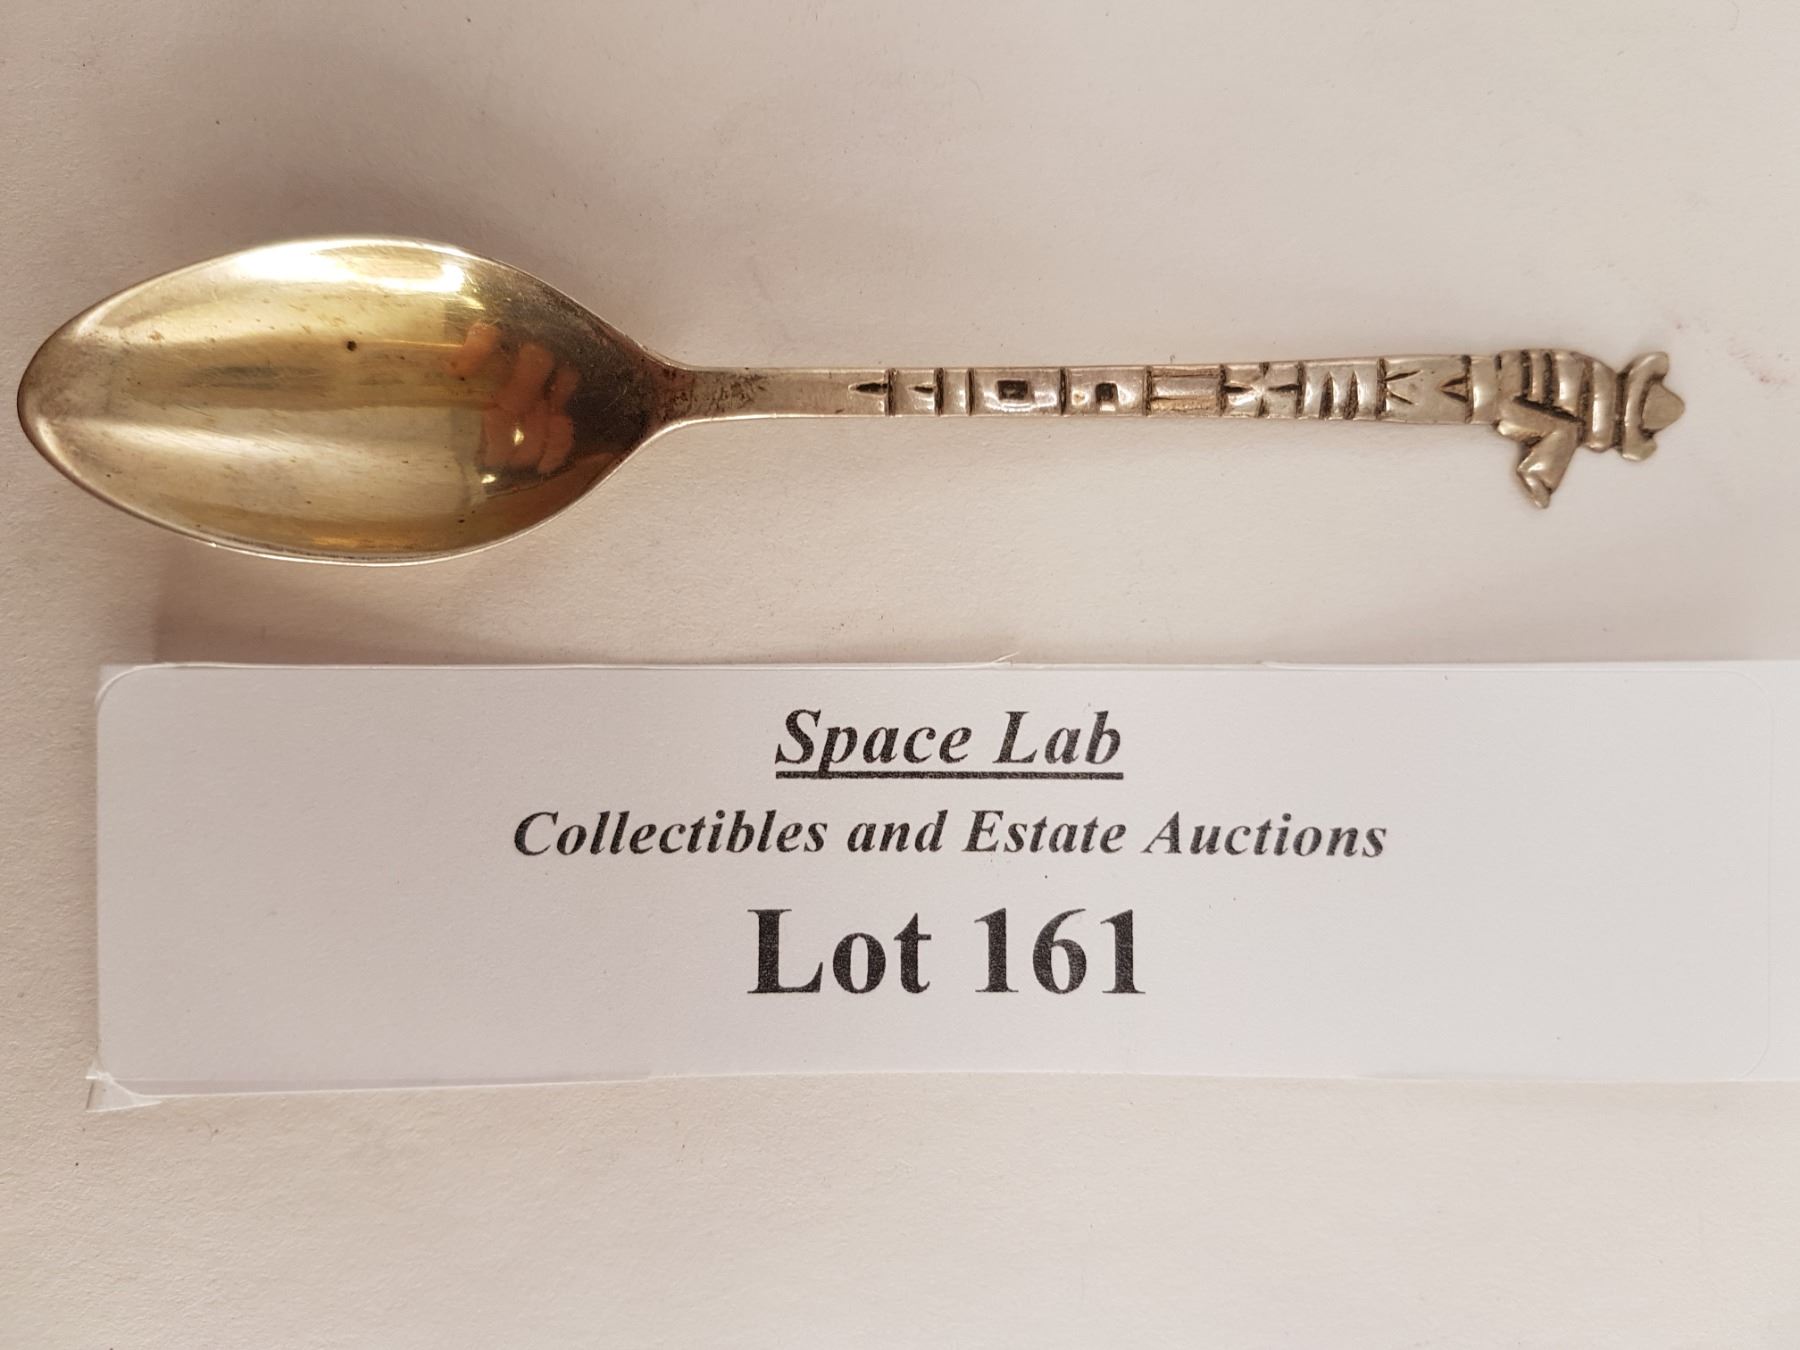 Space Lab
Collectibles and Estate Auctions
Lot 161